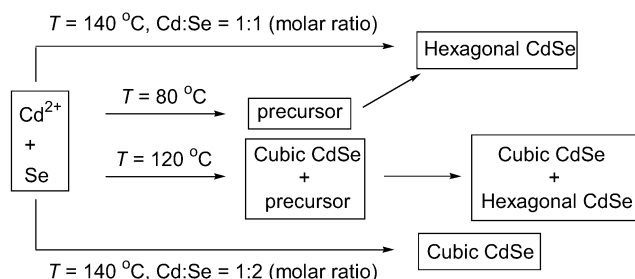 T = 140 °C, Cd:Se = 1:1 (molar ratio)
Hexagonal CdSe
Cd²⁺
+
Se
T = 80 °C
precursor
T = 120 °C
Cubic CdSe
+
precursor
Cubic CdSe
+
Hexagonal CdSe
Cubic CdSe
T = 140 °C, Cd:Se = 1:2 (molar ratio)